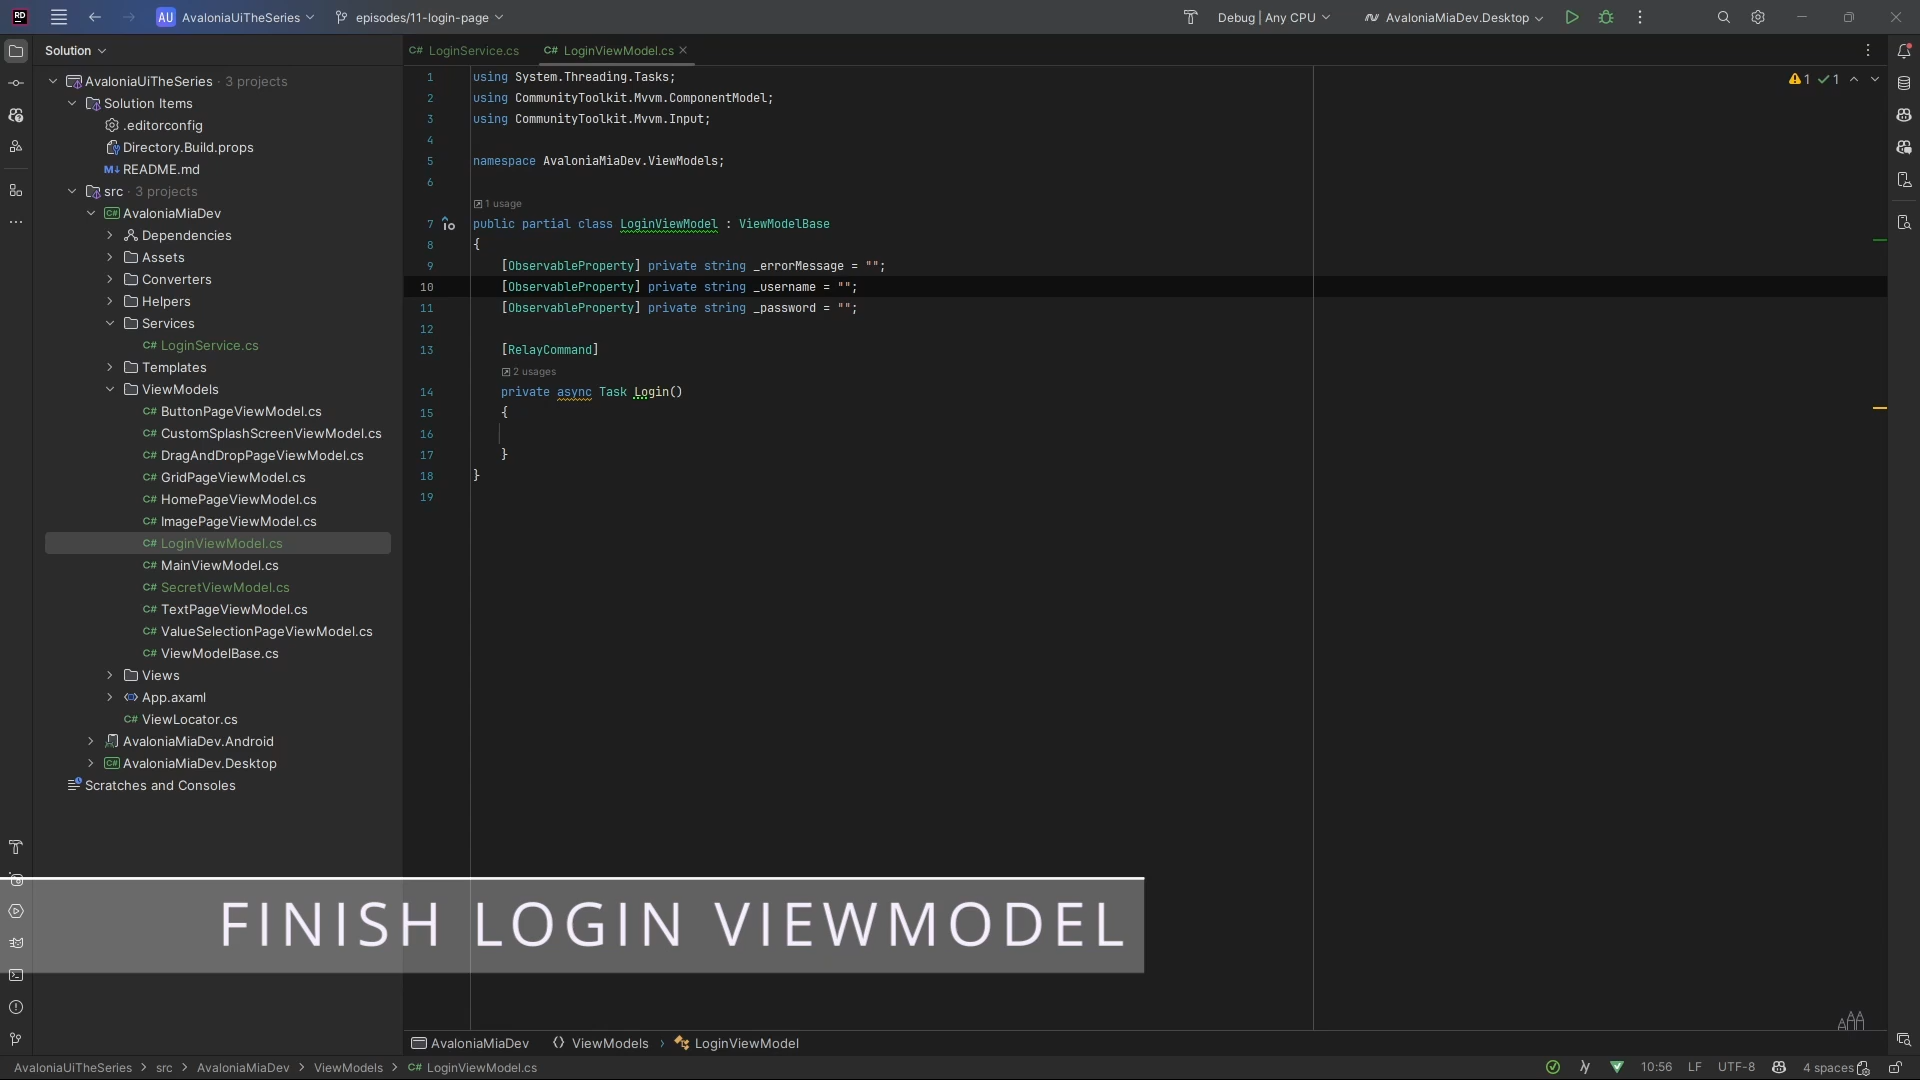 AU AvaloniaUiTheSeries episodes/11-login-page Debug | Any CPU AvaloniaMiaDev.Desktop
Solution
AvaloniaUiTheSeries · 3 projects
Solution Items
.editorconfig
Directory.Build.props
README.md
src · 3 projects
AvaloniaMiaDev
Dependencies
Assets
Converters
Helpers
Services
C# LoginService.cs
Templates
ViewModels
C# ButtonPageViewModel.cs
C# CustomSplashScreenViewModel.cs
C# DragAndDropPageViewModel.cs
C# GridPageViewModel.cs
C# HomePageViewModel.cs
C# ImagePageViewModel.cs
C# LoginViewModel.cs
C# MainViewModel.cs
C# SecretViewModel.cs
C# TextPageViewModel.cs
C# ValueSelectionPageViewModel.cs
C# ViewModelBase.cs
Views
App.axaml
C# ViewLocator.cs
AvaloniaMiaDev.Android
AvaloniaMiaDev.Desktop
Scratches and Consoles
C# LoginService.cs C# LoginViewModel.cs
1 1
1 using System.Threading.Tasks;
2 using CommunityToolkit.Mvvm.ComponentModel;
3 using CommunityToolkit.Mvvm.Input;
4
5 namespace AvaloniaMiaDev.ViewModels;
6
1 usage
7 public partial class LoginViewModel : ViewModelBase
8 {
9 [ObservableProperty] private string _errorMessage = "";
10 [ObservableProperty] private string _username = "";
11 [ObservableProperty] private string _password = "";
12
13 [RelayCommand]
2 usages
14 private async Task Login()
15 {
16
17 }
18 }
19
FINISH LOGIN VIEWMODEL
AvaloniaMiaDev ViewModels LoginViewModel
AvaloniaUiTheSeries src AvaloniaMiaDev ViewModels C# LoginViewModel.cs 10:56 LF UTF-8 4 spaces